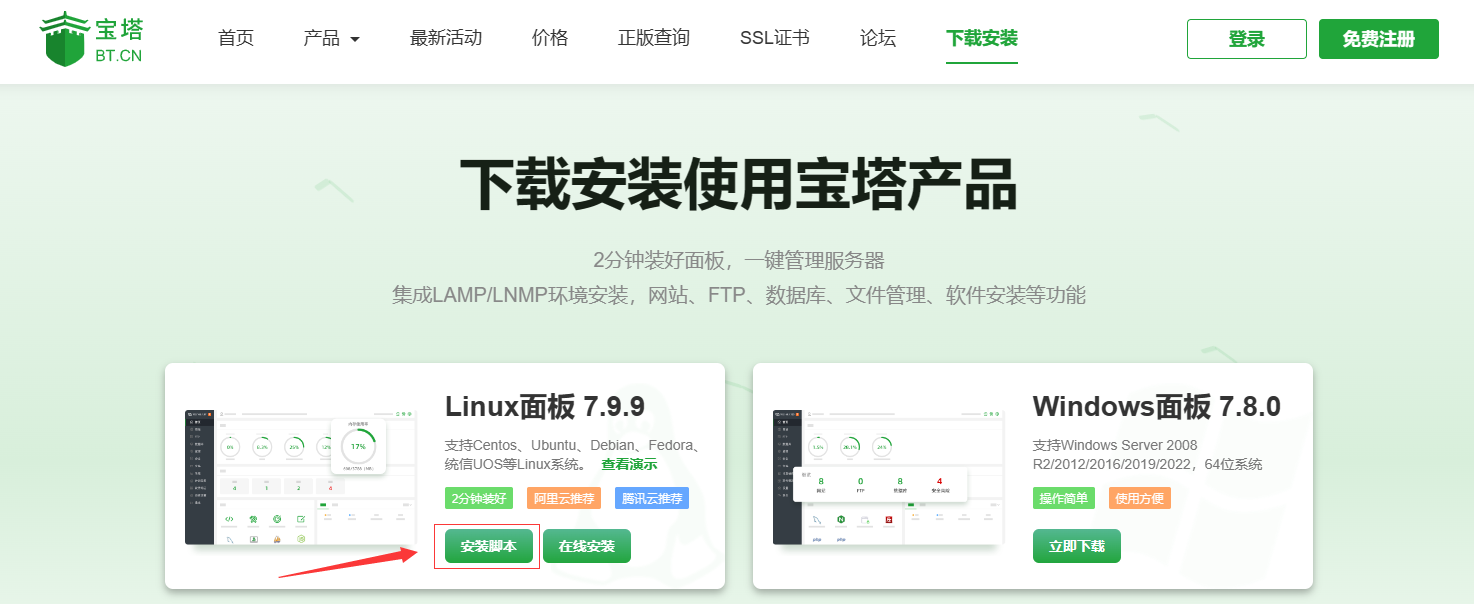 宝塔
BT.CN
首页 产品 最新活动 价格 正版查询 SSL证书 论坛 下载安装 登录 免费注册
下载安装使用宝塔产品
2分钟装好面板，一键管理服务器
集成LAMP/LNMP环境安装，网站、FTP、数据库、文件管理、软件安装等功能
Linux面板 7.9.9
支持Centos、Ubuntu、Debian、Fedora、
统信UOS等Linux系统。 查看演示
2分钟装好 阿里云推荐 腾讯云推荐
安装脚本 在线安装
17%
Windows面板 7.8.0
支持Windows Server 2008
R2/2012/2016/2019/2022，64位系统
操作简单 使用方便
立即下载
8 0 8 4